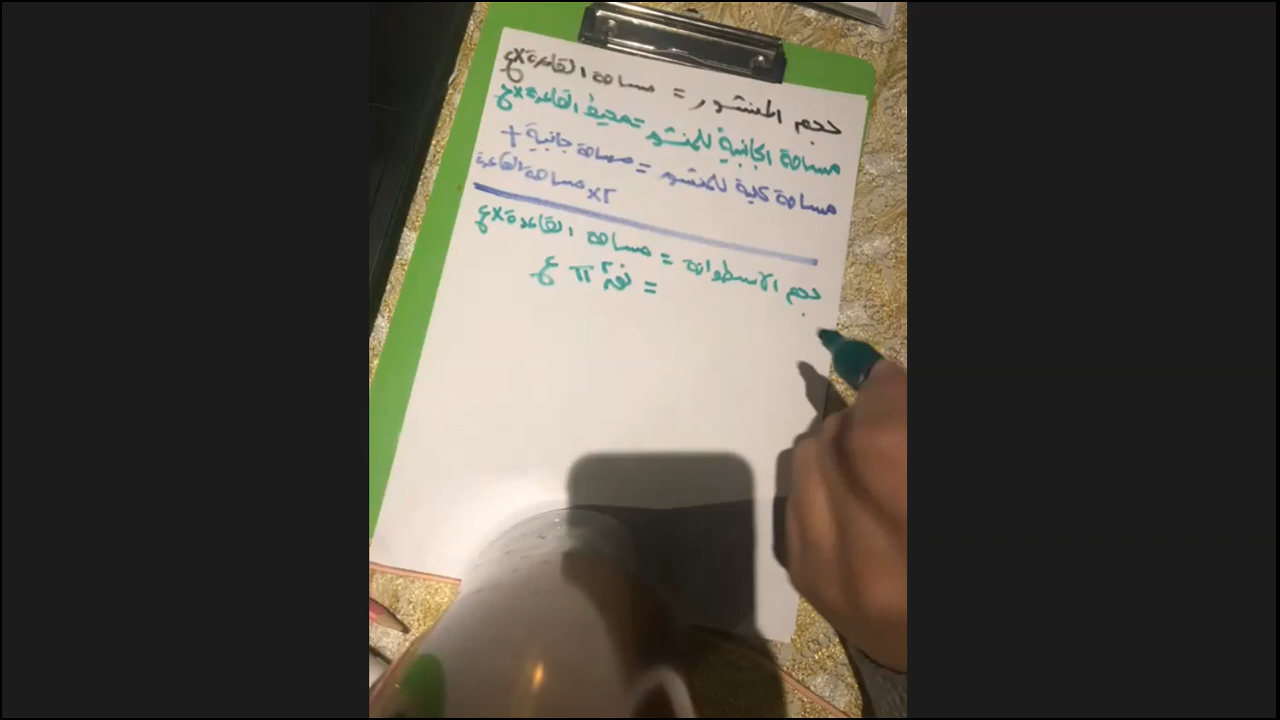 حجم المنشور = مساحة القاعدة × ع
مساحة الجانبية للمنشور = محيط القاعدة × ع
مساحة كلية للمنشور = مساحة جانبية +
٢ × مساحة القاعدة
حجم الاسطوانة = مساحة القاعدة × ع
= نق٢ π ع